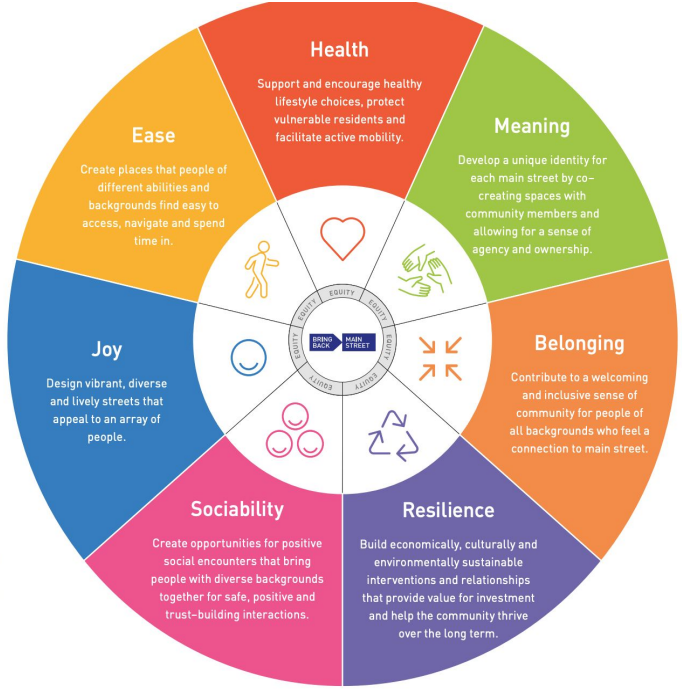 Health
Support and encourage healthy
lifestyle choices, protect
vulnerable residents and
facilitate active mobility.
Meaning
Develop a unique identity for
each main street by co–
creating spaces with
community members and
allowing for a sense of
agency and ownership.
Belonging
Contribute to a welcoming
and inclusive sense of
community for people of
all backgrounds who feel a
connection to main street.
Resilience
Build economically, culturally and
environmentally sustainable
interventions and relationships
that provide value for investment
and help the community thrive
over the long term.
Sociability
Create opportunities for positive
social encounters that bring
people with diverse backgrounds
together for safe, positive and
trust–building interactions.
Joy
Design vibrant, diverse
and lively streets that
appeal to an array of
people.
Ease
Create places that people of
different abilities and
backgrounds find easy to
access, navigate and spend
time in.
EQUITY
EQUITY
EQUITY
EQUITY
EQUITY
EQUITY
EQUITY
BRING
BACK
MAIN
STREET